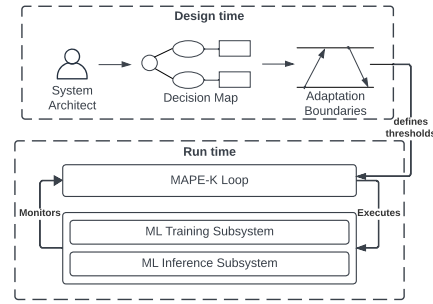 Design time
System
Architect
Decision Map
Adaptation
Boundaries
defines
thresholds
Run time
MAPE-K Loop
Monitors
Executes
ML Training Subsystem
ML Inference Subsystem